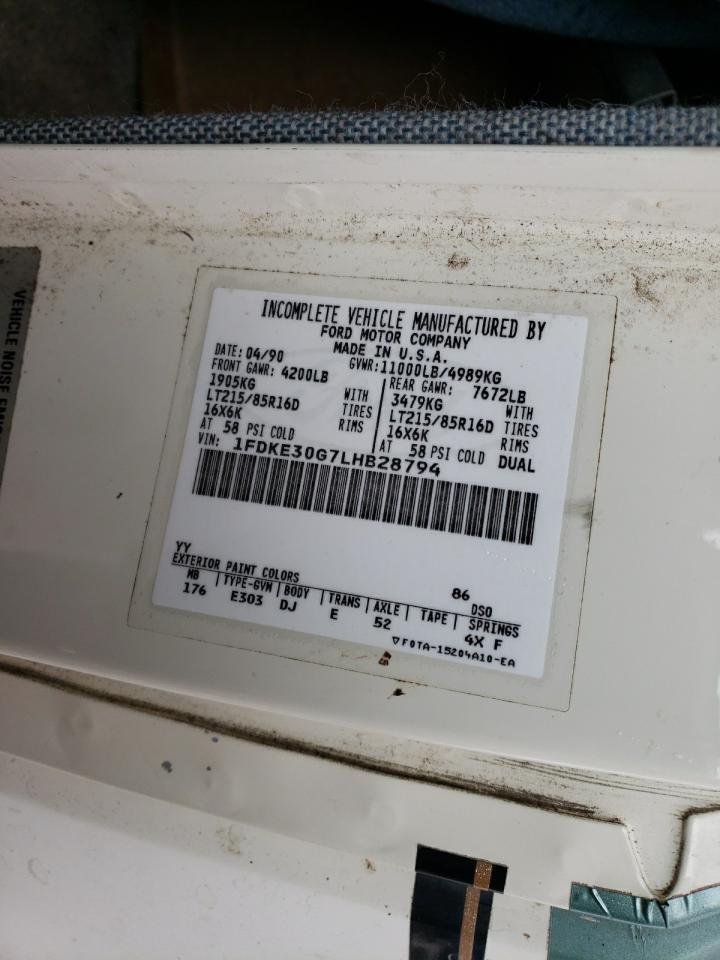 INCOMPLETE VEHICLE MANUFACTURED BY
FORD MOTOR COMPANY
MADE IN U.S.A.
DATE: 04/90
GVWR:11000LB/4989KG
FRONT GAWR: 4200LB
1905KG WITH
LT215/85R16D TIRES
16X6K RIMS
AT 58 PSI COLD
REAR GAWR: 7672LB
3479KG WITH
LT215/85R16D TIRES
16X6K RIMS
AT 58 PSI COLD DUAL
VIN: 1FDKE30G7LHB28794
YY
EXTERIOR PAINT COLORS 86 DSO
WB TYPE-GVW BODY TRANS AXLE TAPE SPRINGS
176 E303 DJ E 52 4X F
▽F0TA-15204A10-EA
VEHICLE NOISE